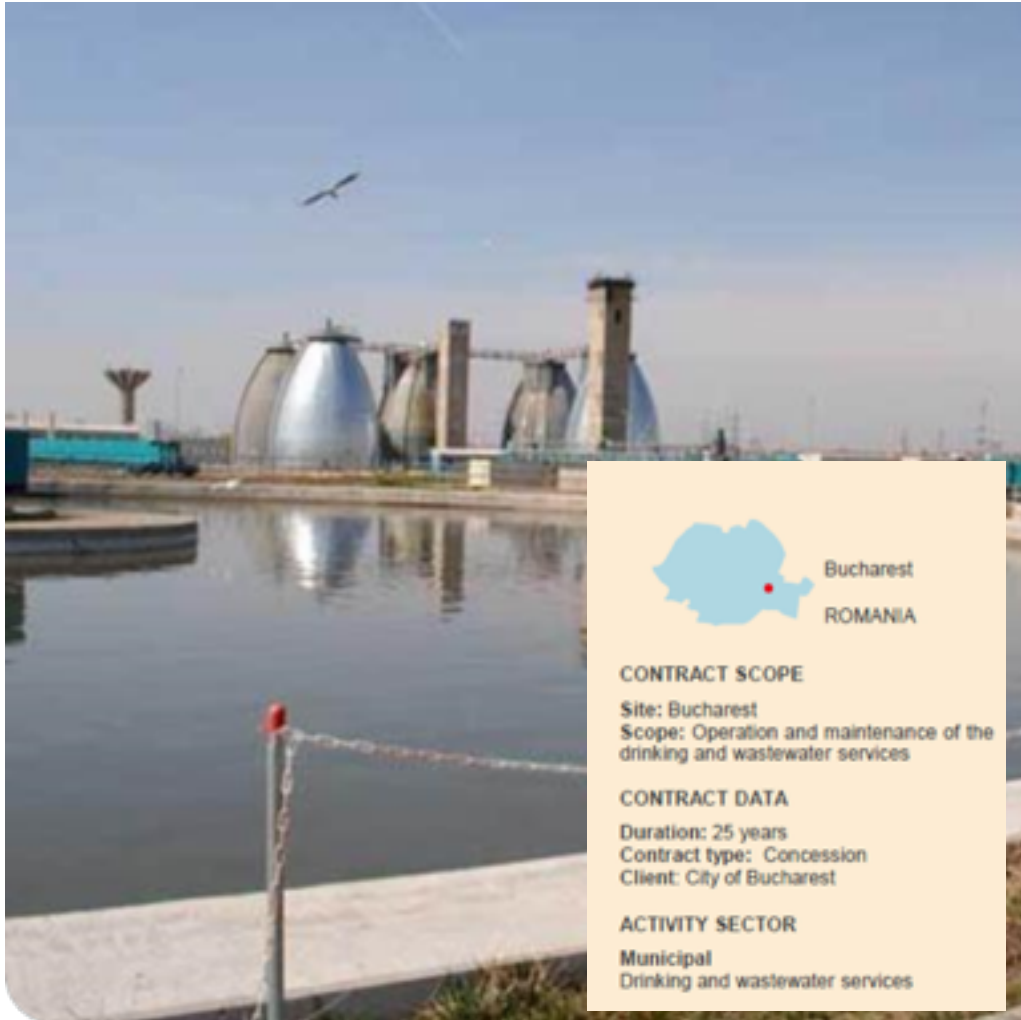 Bucharest
ROMANIA
CONTRACT SCOPE
Site: Bucharest
Scope: Operation and maintenance of the
drinking and wastewater services
CONTRACT DATA
Duration: 25 years
Contract type: Concession
Client: City of Bucharest
ACTIVITY SECTOR
Municipal
Drinking and wastewater services